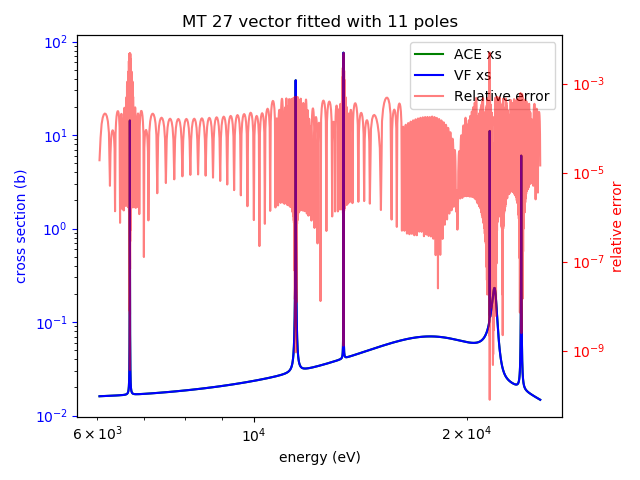 MT 27 vector fitted with 11 poles
ACE xs
VF xs
Relative error
cross section (b)
10²
10¹
10⁰
10⁻¹
10⁻²
relative error
10⁻³
10⁻⁵
10⁻⁷
10⁻⁹
6 × 10³
10⁴
2 × 10⁴
energy (eV)